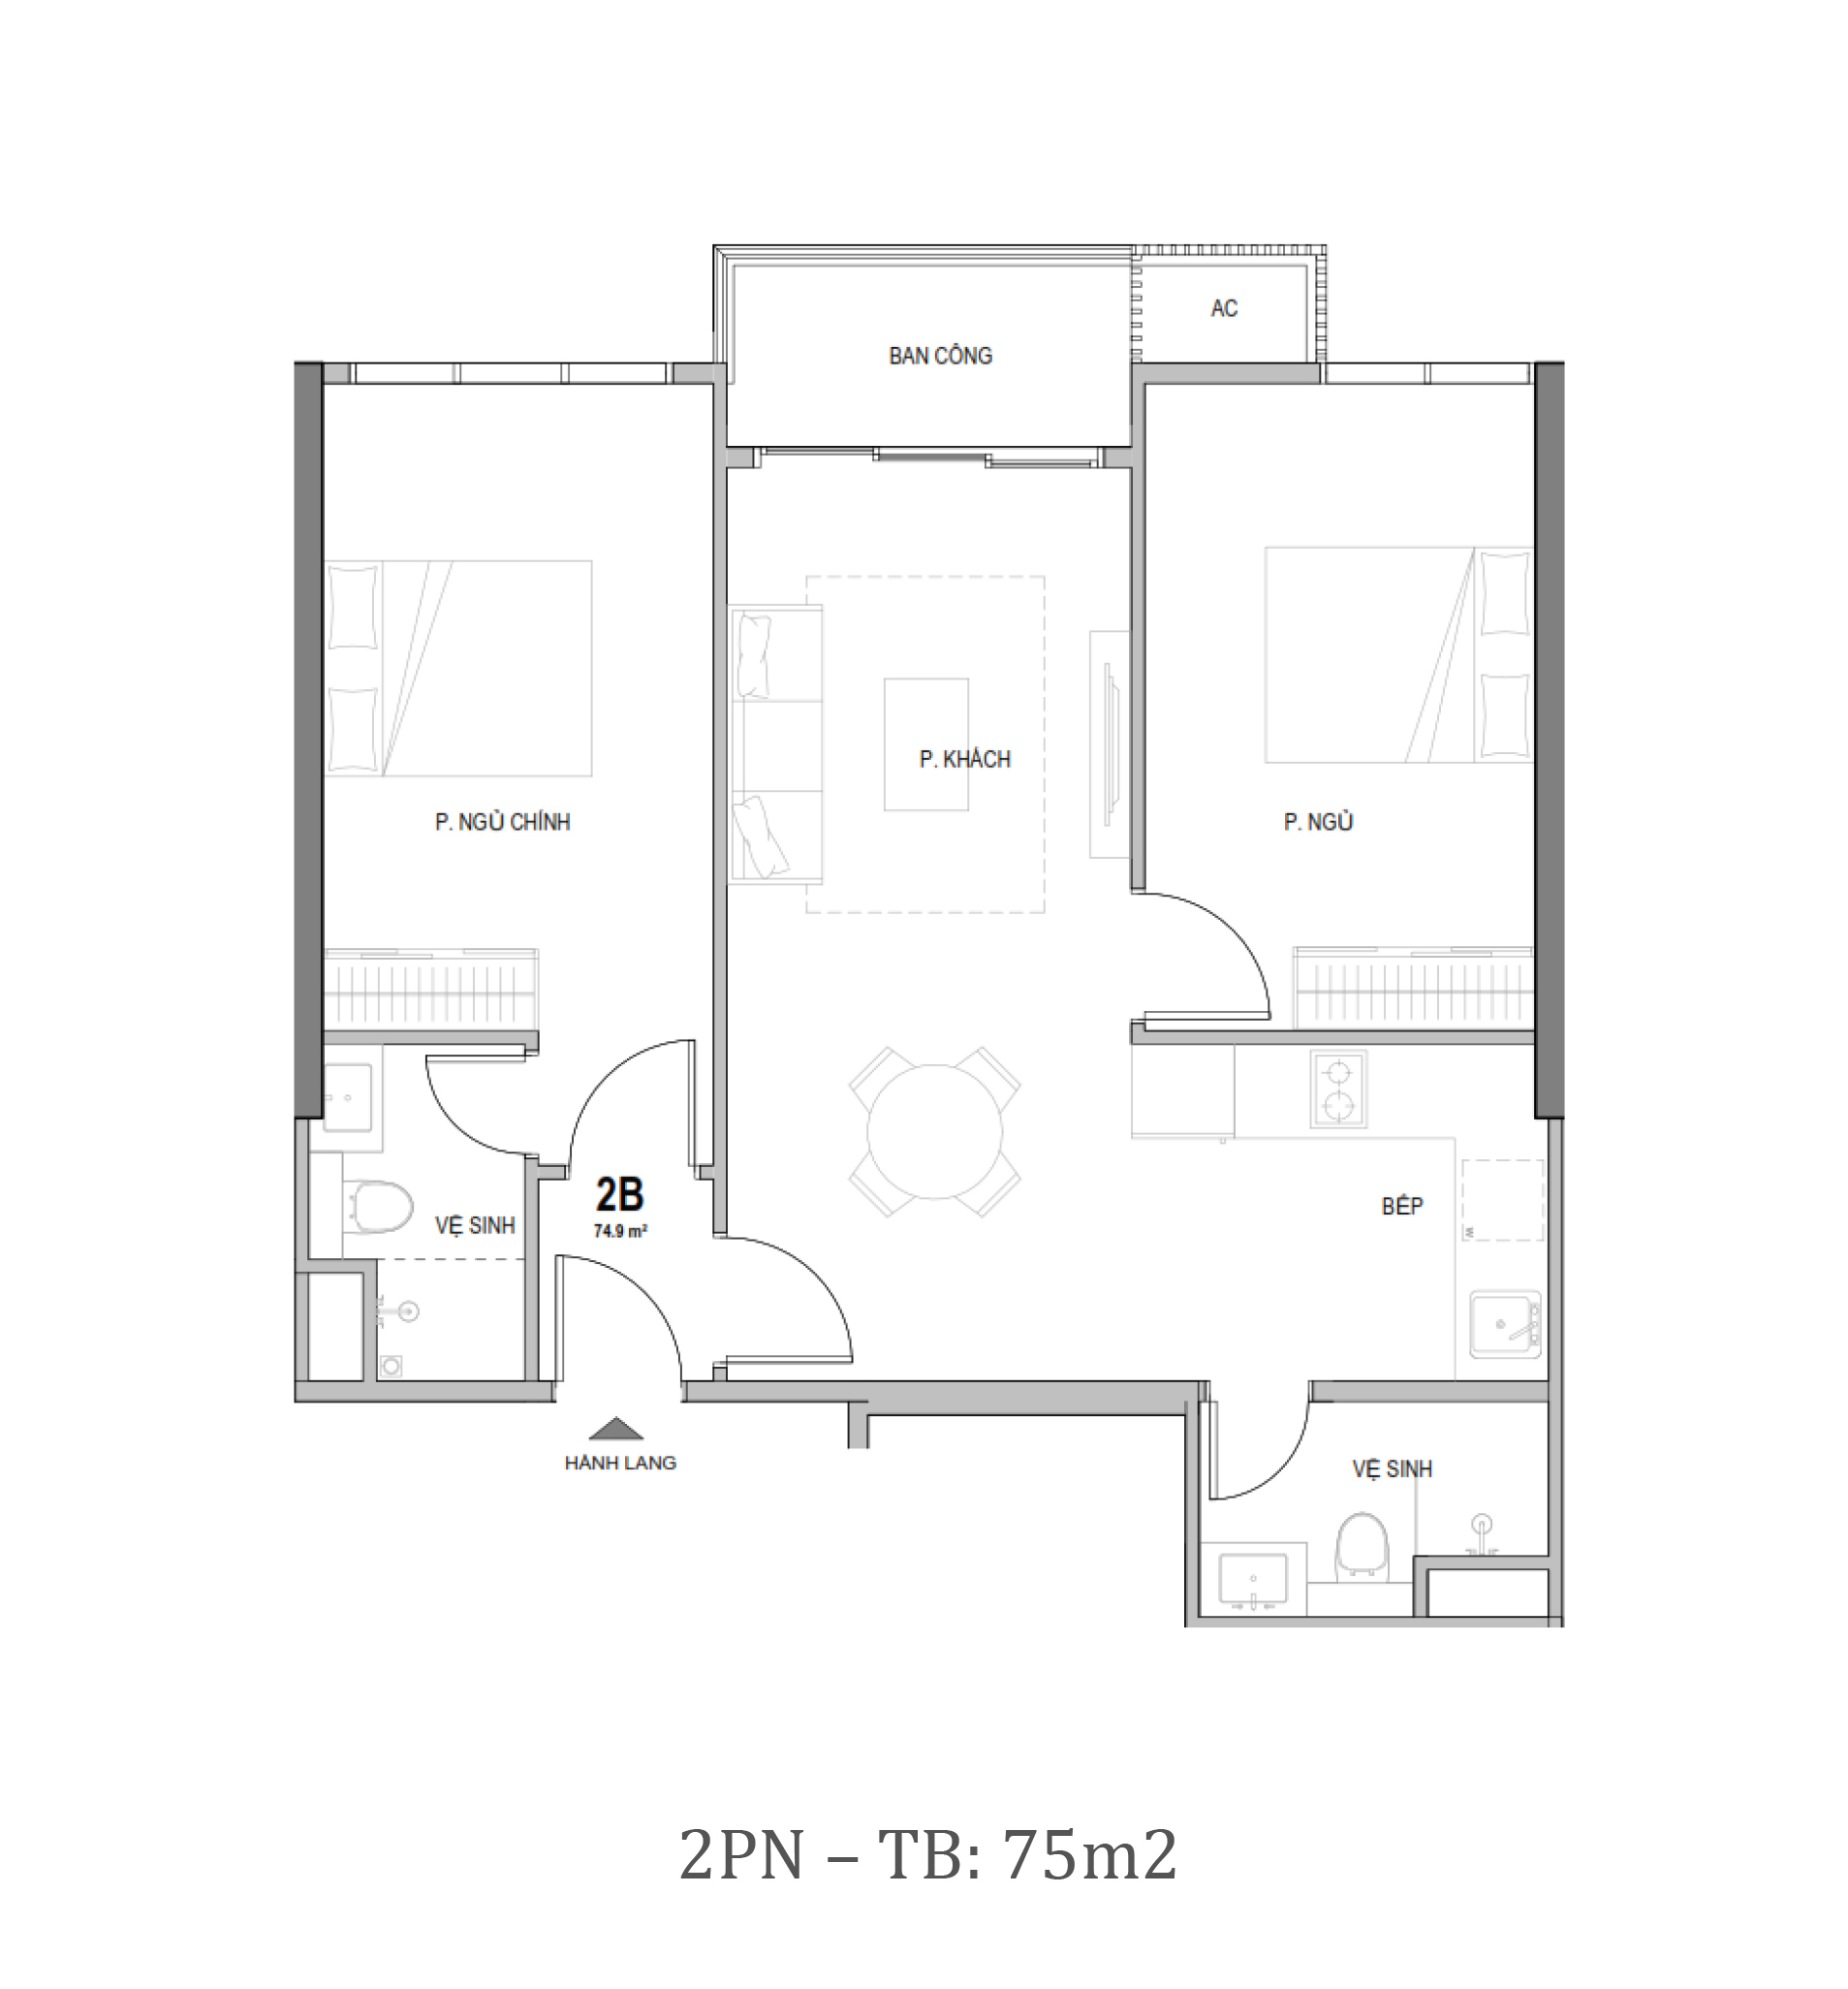 AC
BAN CÔNG
P. KHÁCH
P. NGỦ CHÍNH
P. NGỦ
2B
74.9 m²
VỆ SINH
BẾP
W
HÀNH LANG
VỆ SINH
2PN – TB: 75m2